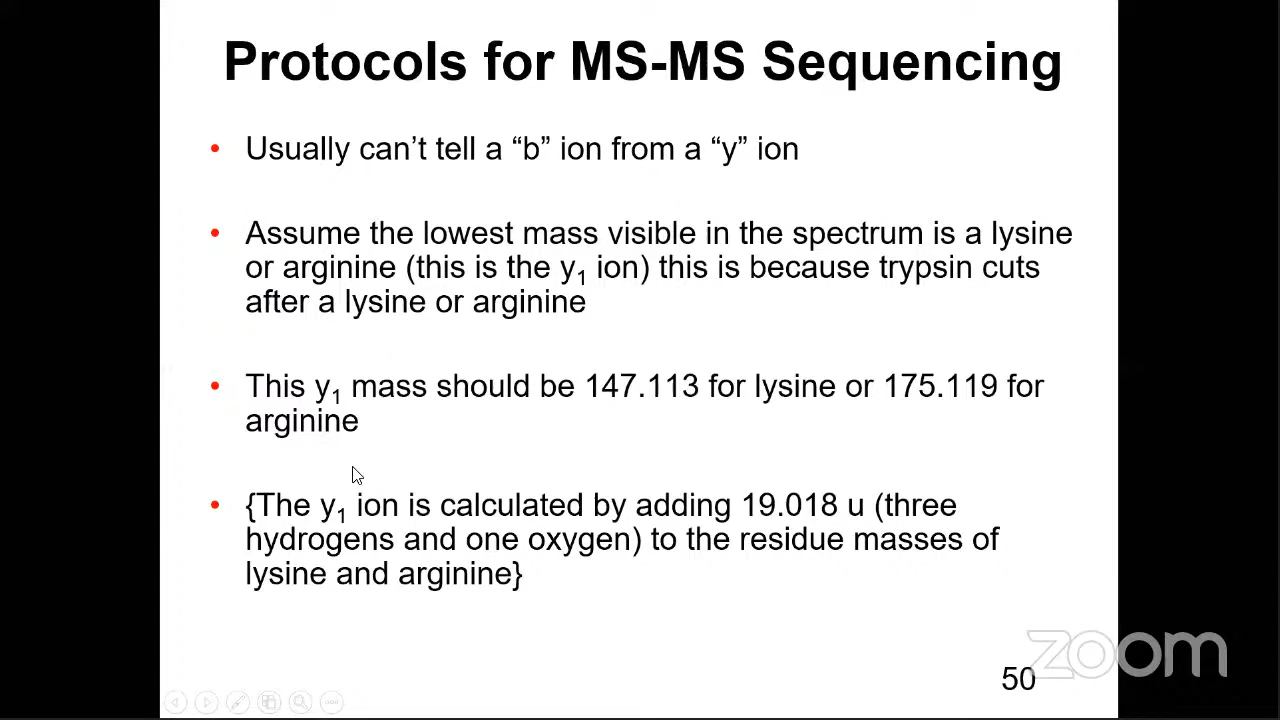 Protocols for MS-MS Sequencing
• Usually can’t tell a “b” ion from a “y” ion
• Assume the lowest mass visible in the spectrum is a lysine
or arginine (this is the y₁ ion) this is because trypsin cuts
after a lysine or arginine
• This y₁ mass should be 147.113 for lysine or 175.119 for
arginine
• {The y₁ ion is calculated by adding 19.018 u (three
hydrogens and one oxygen) to the residue masses of
lysine and arginine}
zoom
50